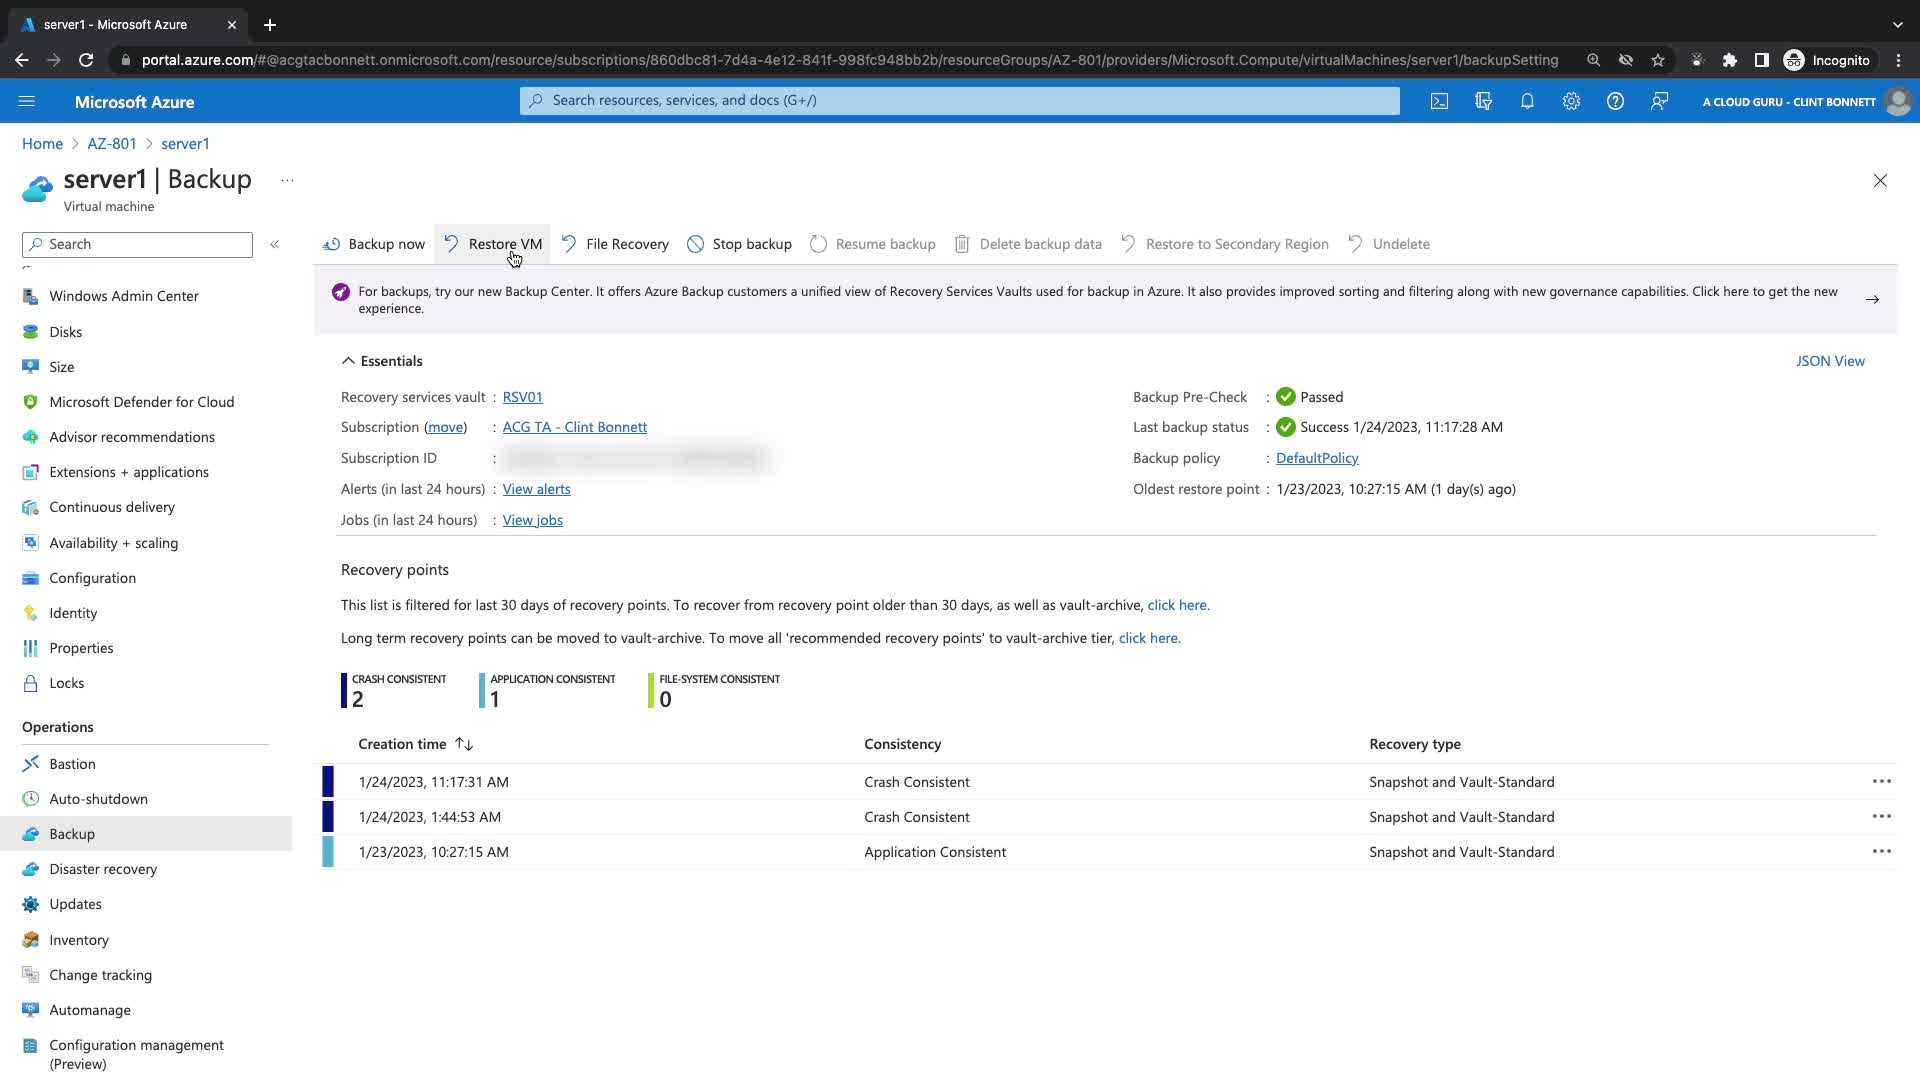 server1 - Microsoft Azure
portal.azure.com/#@acgtacbonnett.onmicrosoft.com/resource/subscriptions/860dbc81-7d4a-4e12-841f-998fc948bb2b/resourceGroups/AZ-801/providers/Microsoft.Compute/virtualMachines/server1/backupSetting
Incognito
Microsoft Azure
Search resources, services, and docs (G+/)
A CLOUD GURU - CLINT BONNETT
Home > AZ-801 > server1
server1 | Backup
...
Virtual machine
Search
Backup now
Restore VM
File Recovery
Stop backup
Resume backup
Delete backup data
Restore to Secondary Region
Undelete
For backups, try our new Backup Center. It offers Azure Backup customers a unified view of Recovery Services Vaults used for backup in Azure. It also provides improved sorting and filtering along with new governance capabilities. Click here to get the new
experience.
Windows Admin Center
Disks
Size
Microsoft Defender for Cloud
Advisor recommendations
Extensions + applications
Continuous delivery
Availability + scaling
Configuration
Identity
Properties
Locks
Operations
Bastion
Auto-shutdown
Backup
Disaster recovery
Updates
Inventory
Change tracking
Automanage
Configuration management
(Preview)
Essentials
JSON View
Recovery services vault : RSV01
Subscription (move) : ACG TA - Clint Bonnett
Subscription ID :
Alerts (in last 24 hours) : View alerts
Jobs (in last 24 hours) : View jobs
Backup Pre-Check : Passed
Last backup status : Success 1/24/2023, 11:17:28 AM
Backup policy : DefaultPolicy
Oldest restore point : 1/23/2023, 10:27:15 AM (1 day(s) ago)
Recovery points
This list is filtered for last 30 days of recovery points. To recover from recovery point older than 30 days, as well as vault-archive, click here.
Long term recovery points can be moved to vault-archive. To move all 'recommended recovery points' to vault-archive tier, click here.
CRASH CONSISTENT
2
APPLICATION CONSISTENT
1
FILE-SYSTEM CONSISTENT
0
Creation time Consistency Recovery type
1/24/2023, 11:17:31 AM Crash Consistent Snapshot and Vault-Standard
1/24/2023, 1:44:53 AM Crash Consistent Snapshot and Vault-Standard
1/23/2023, 10:27:15 AM Application Consistent Snapshot and Vault-Standard